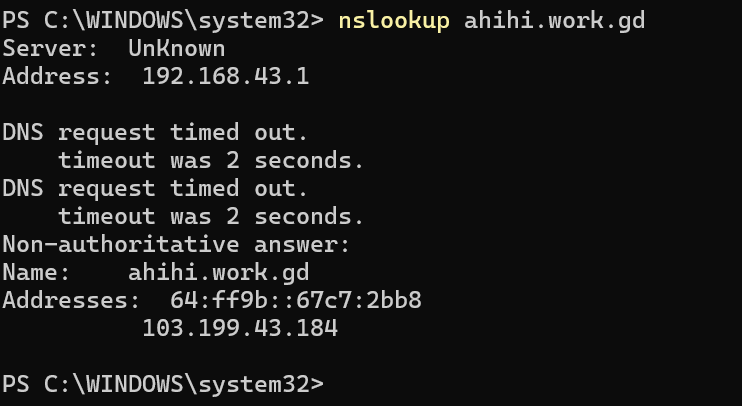 PS C:\WINDOWS\system32> nslookup ahihi.work.gd
Server:  UnKnown
Address:  192.168.43.1

DNS request timed out.
    timeout was 2 seconds.
DNS request timed out.
    timeout was 2 seconds.
Non-authoritative answer:
Name:    ahihi.work.gd
Addresses:  64:ff9b::67c7:2bb8
          103.199.43.184

PS C:\WINDOWS\system32>